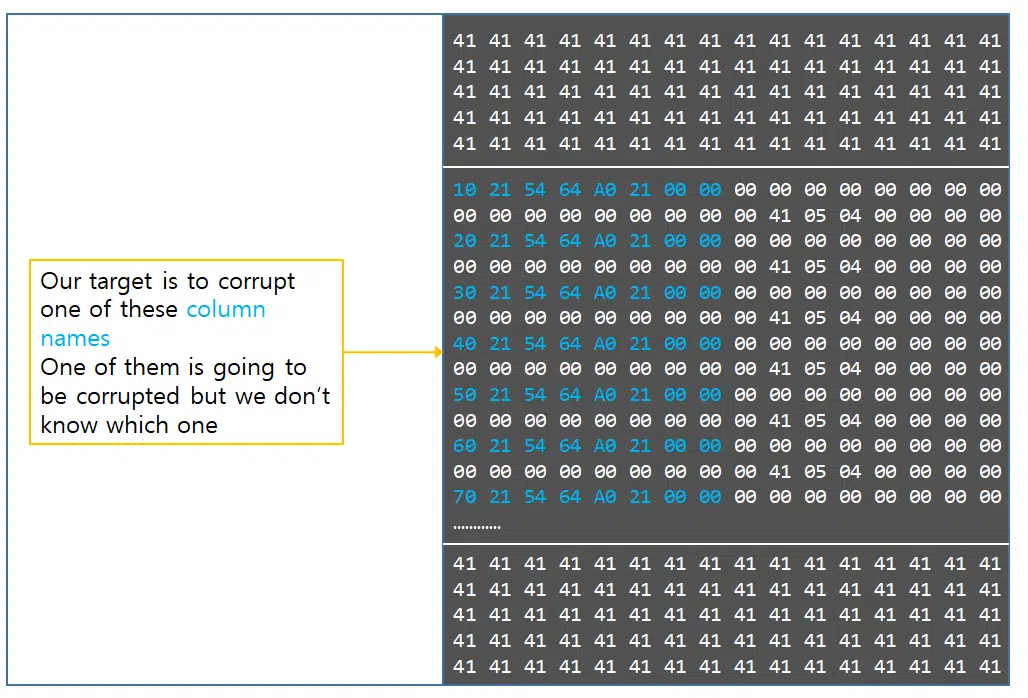 41 41 41 41 41 41 41 41 41 41 41 41 41 41 41 41
41 41 41 41 41 41 41 41 41 41 41 41 41 41 41 41
41 41 41 41 41 41 41 41 41 41 41 41 41 41 41 41
41 41 41 41 41 41 41 41 41 41 41 41 41 41 41 41
41 41 41 41 41 41 41 41 41 41 41 41 41 41 41 41
Our target is to corrupt
one of these column
names
One of them is going to
be corrupted but we don’t
know which one
10 21 54 64 A0 21 00 00 00 00 00 00 00 00 00 00
00 00 00 00 00 00 00 00 00 41 05 04 00 00 00 00
20 21 54 64 A0 21 00 00 00 00 00 00 00 00 00 00
00 00 00 00 00 00 00 00 00 41 05 04 00 00 00 00
30 21 54 64 A0 21 00 00 00 00 00 00 00 00 00 00
00 00 00 00 00 00 00 00 00 41 05 04 00 00 00 00
40 21 54 64 A0 21 00 00 00 00 00 00 00 00 00 00
00 00 00 00 00 00 00 00 00 41 05 04 00 00 00 00
50 21 54 64 A0 21 00 00 00 00 00 00 00 00 00 00
00 00 00 00 00 00 00 00 00 41 05 04 00 00 00 00
60 21 54 64 A0 21 00 00 00 00 00 00 00 00 00 00
00 00 00 00 00 00 00 00 00 41 05 04 00 00 00 00
70 21 54 64 A0 21 00 00 00 00 00 00 00 00 00 00
............
41 41 41 41 41 41 41 41 41 41 41 41 41 41 41 41
41 41 41 41 41 41 41 41 41 41 41 41 41 41 41 41
41 41 41 41 41 41 41 41 41 41 41 41 41 41 41 41
41 41 41 41 41 41 41 41 41 41 41 41 41 41 41 41
41 41 41 41 41 41 41 41 41 41 41 41 41 41 41 41